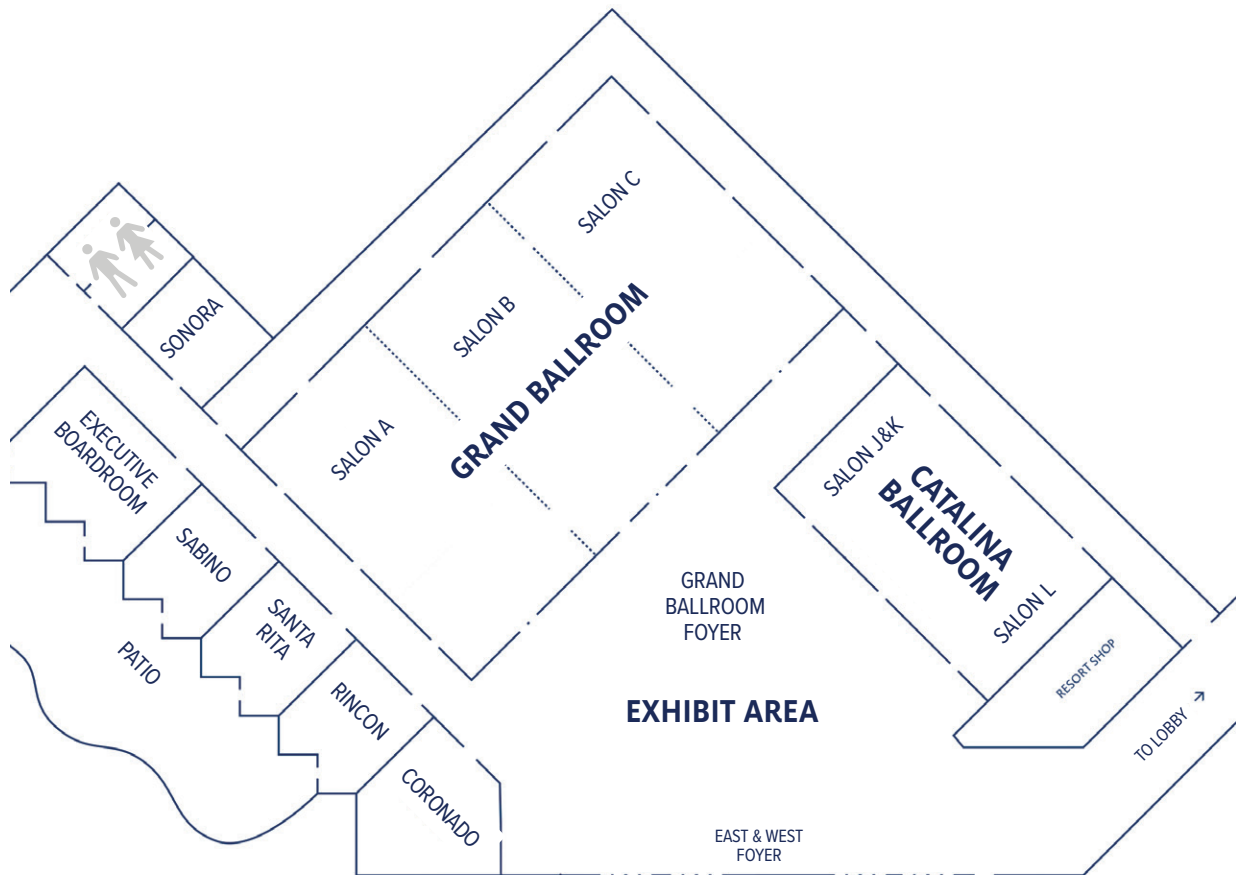 SALON C
SALON B
SALON A
GRAND BALLROOM
SONORA
EXECUTIVE
BOARDROOM
SABINO
SANTA
RITA
RINCON
CORONADO
PATIO
SALON J&K
CATALINA
BALLROOM
SALON L
RESORT SHOP
TO LOBBY
GRAND
BALLROOM
FOYER
EXHIBIT AREA
EAST & WEST
FOYER